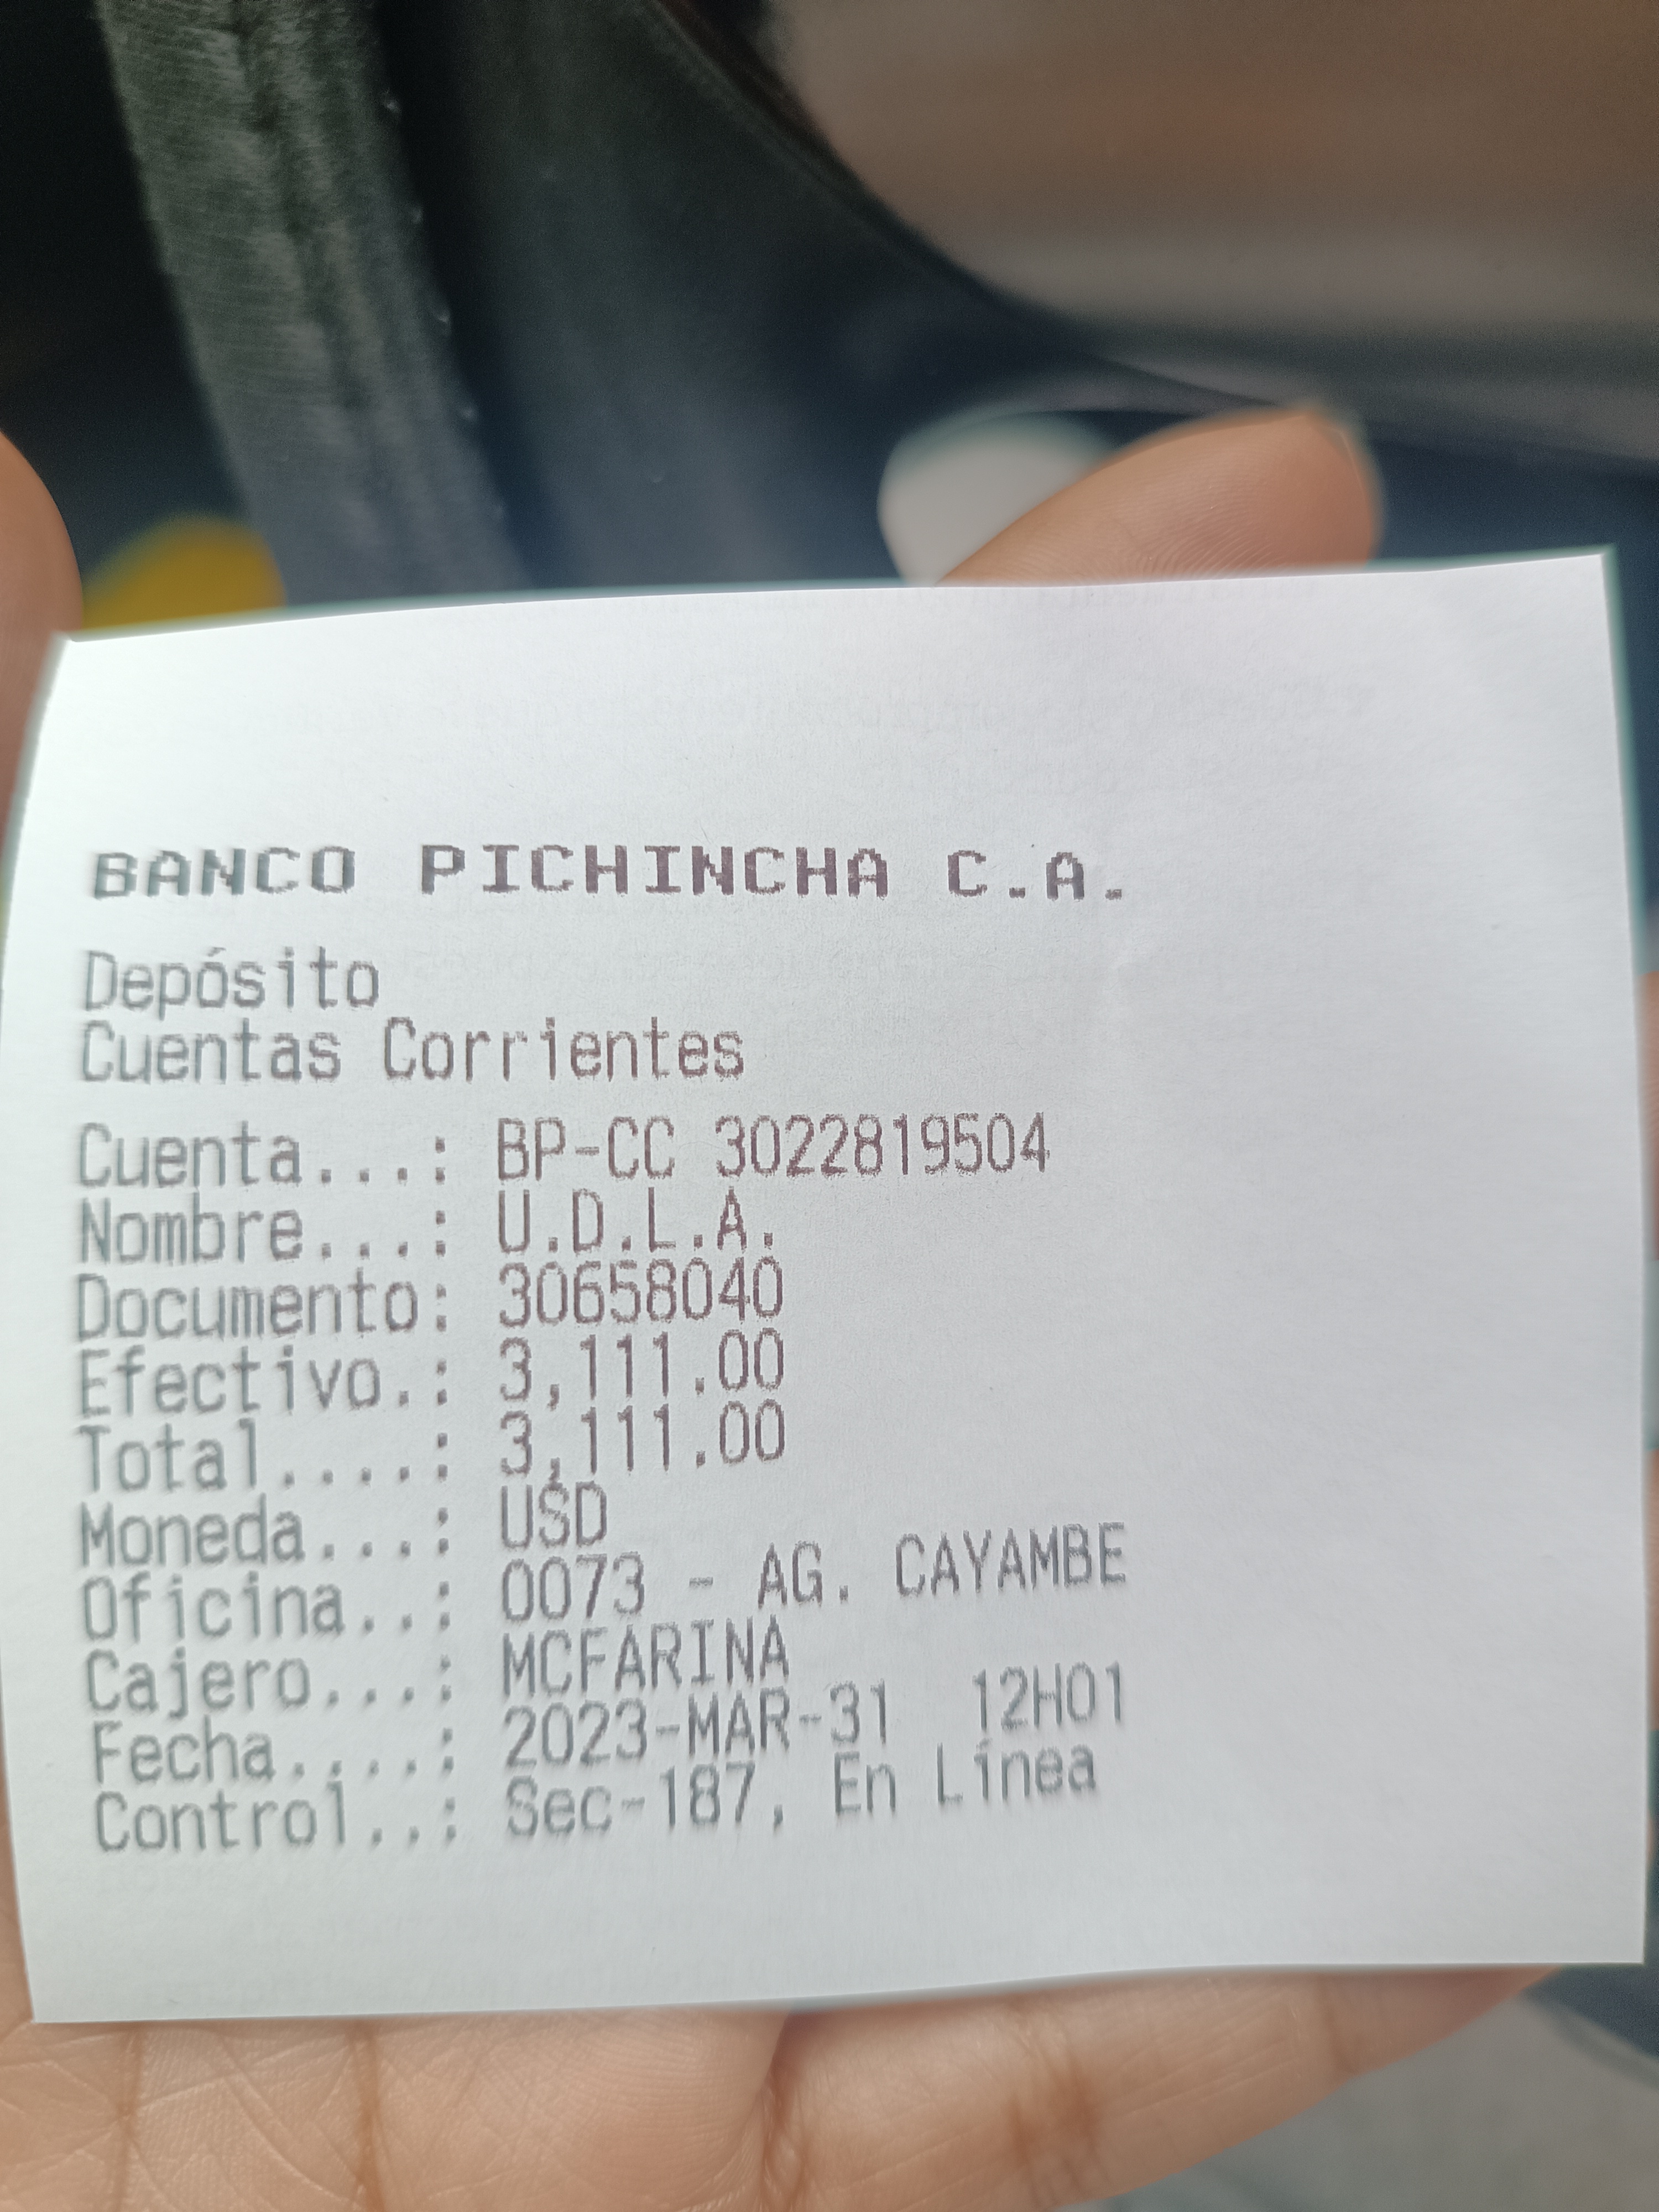 BANCO PICHINCHA C.A.
Depósito
Cuentas Corrientes
Cuenta...: BP-CC 3022819504
Nombre...: U.D.L.A.
Documento: 30658040
Efectivo.: 3,111.00
Total....: 3,111.00
Moneda...: USD
Oficina..: 0073 - AG. CAYAMBE
Cajero...: MCFARINA
Fecha....: 2023-MAR-31 12H01
Control..: Sec-187, En Línea